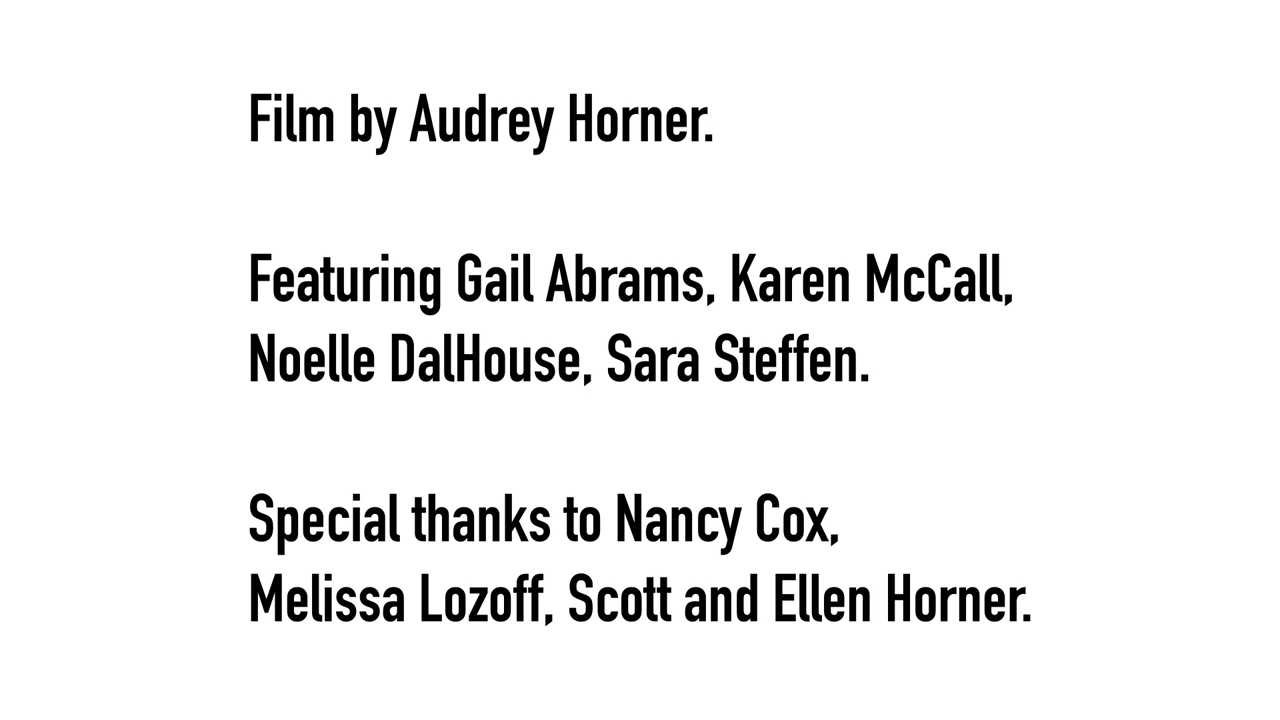 Film by Audrey Horner.
Featuring Gail Abrams, Karen McCall,
Noelle DalHouse, Sara Steffen.
Special thanks to Nancy Cox,
Melissa Lozoff, Scott and Ellen Horner.